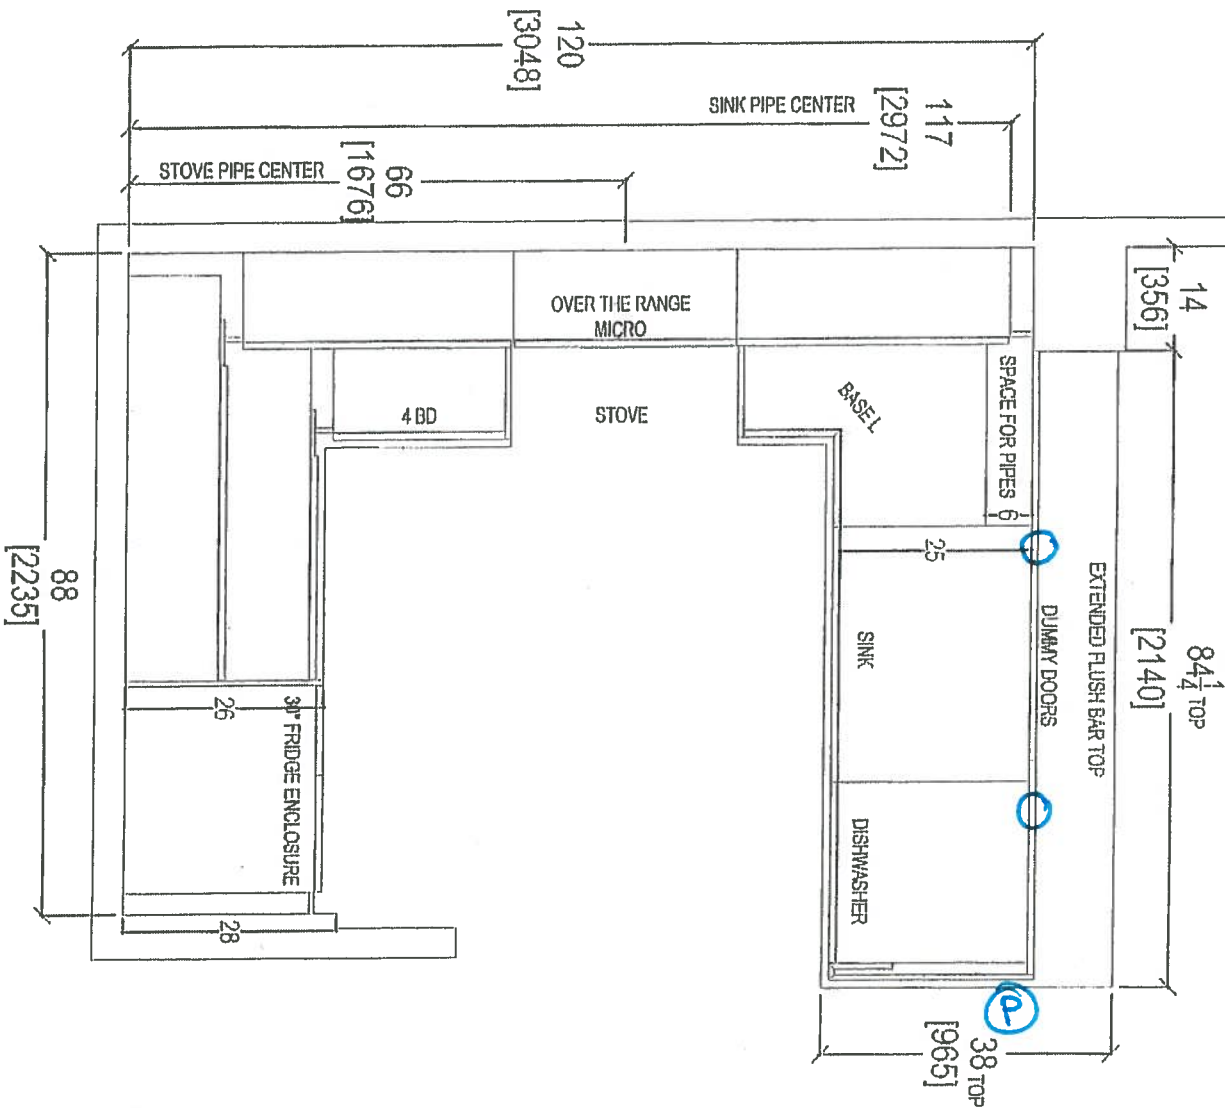 120
[3048]
117
[2972]
SINK PIPE CENTER
66
[1676]
STOVE PIPE CENTER
14
[356]
OVER THE RANGE
MICRO
4 BD
STOVE
BASE L
SPACE FOR PIPES
6
25
84 1/4 TOP
[2140]
EXTENDED FLUSH BAR TOP
DUMMY DOORS
SINK
88
[2235]
26
30" FRIDGE ENCLOSURE
DISHWASHER
28
38 TOP
[965]